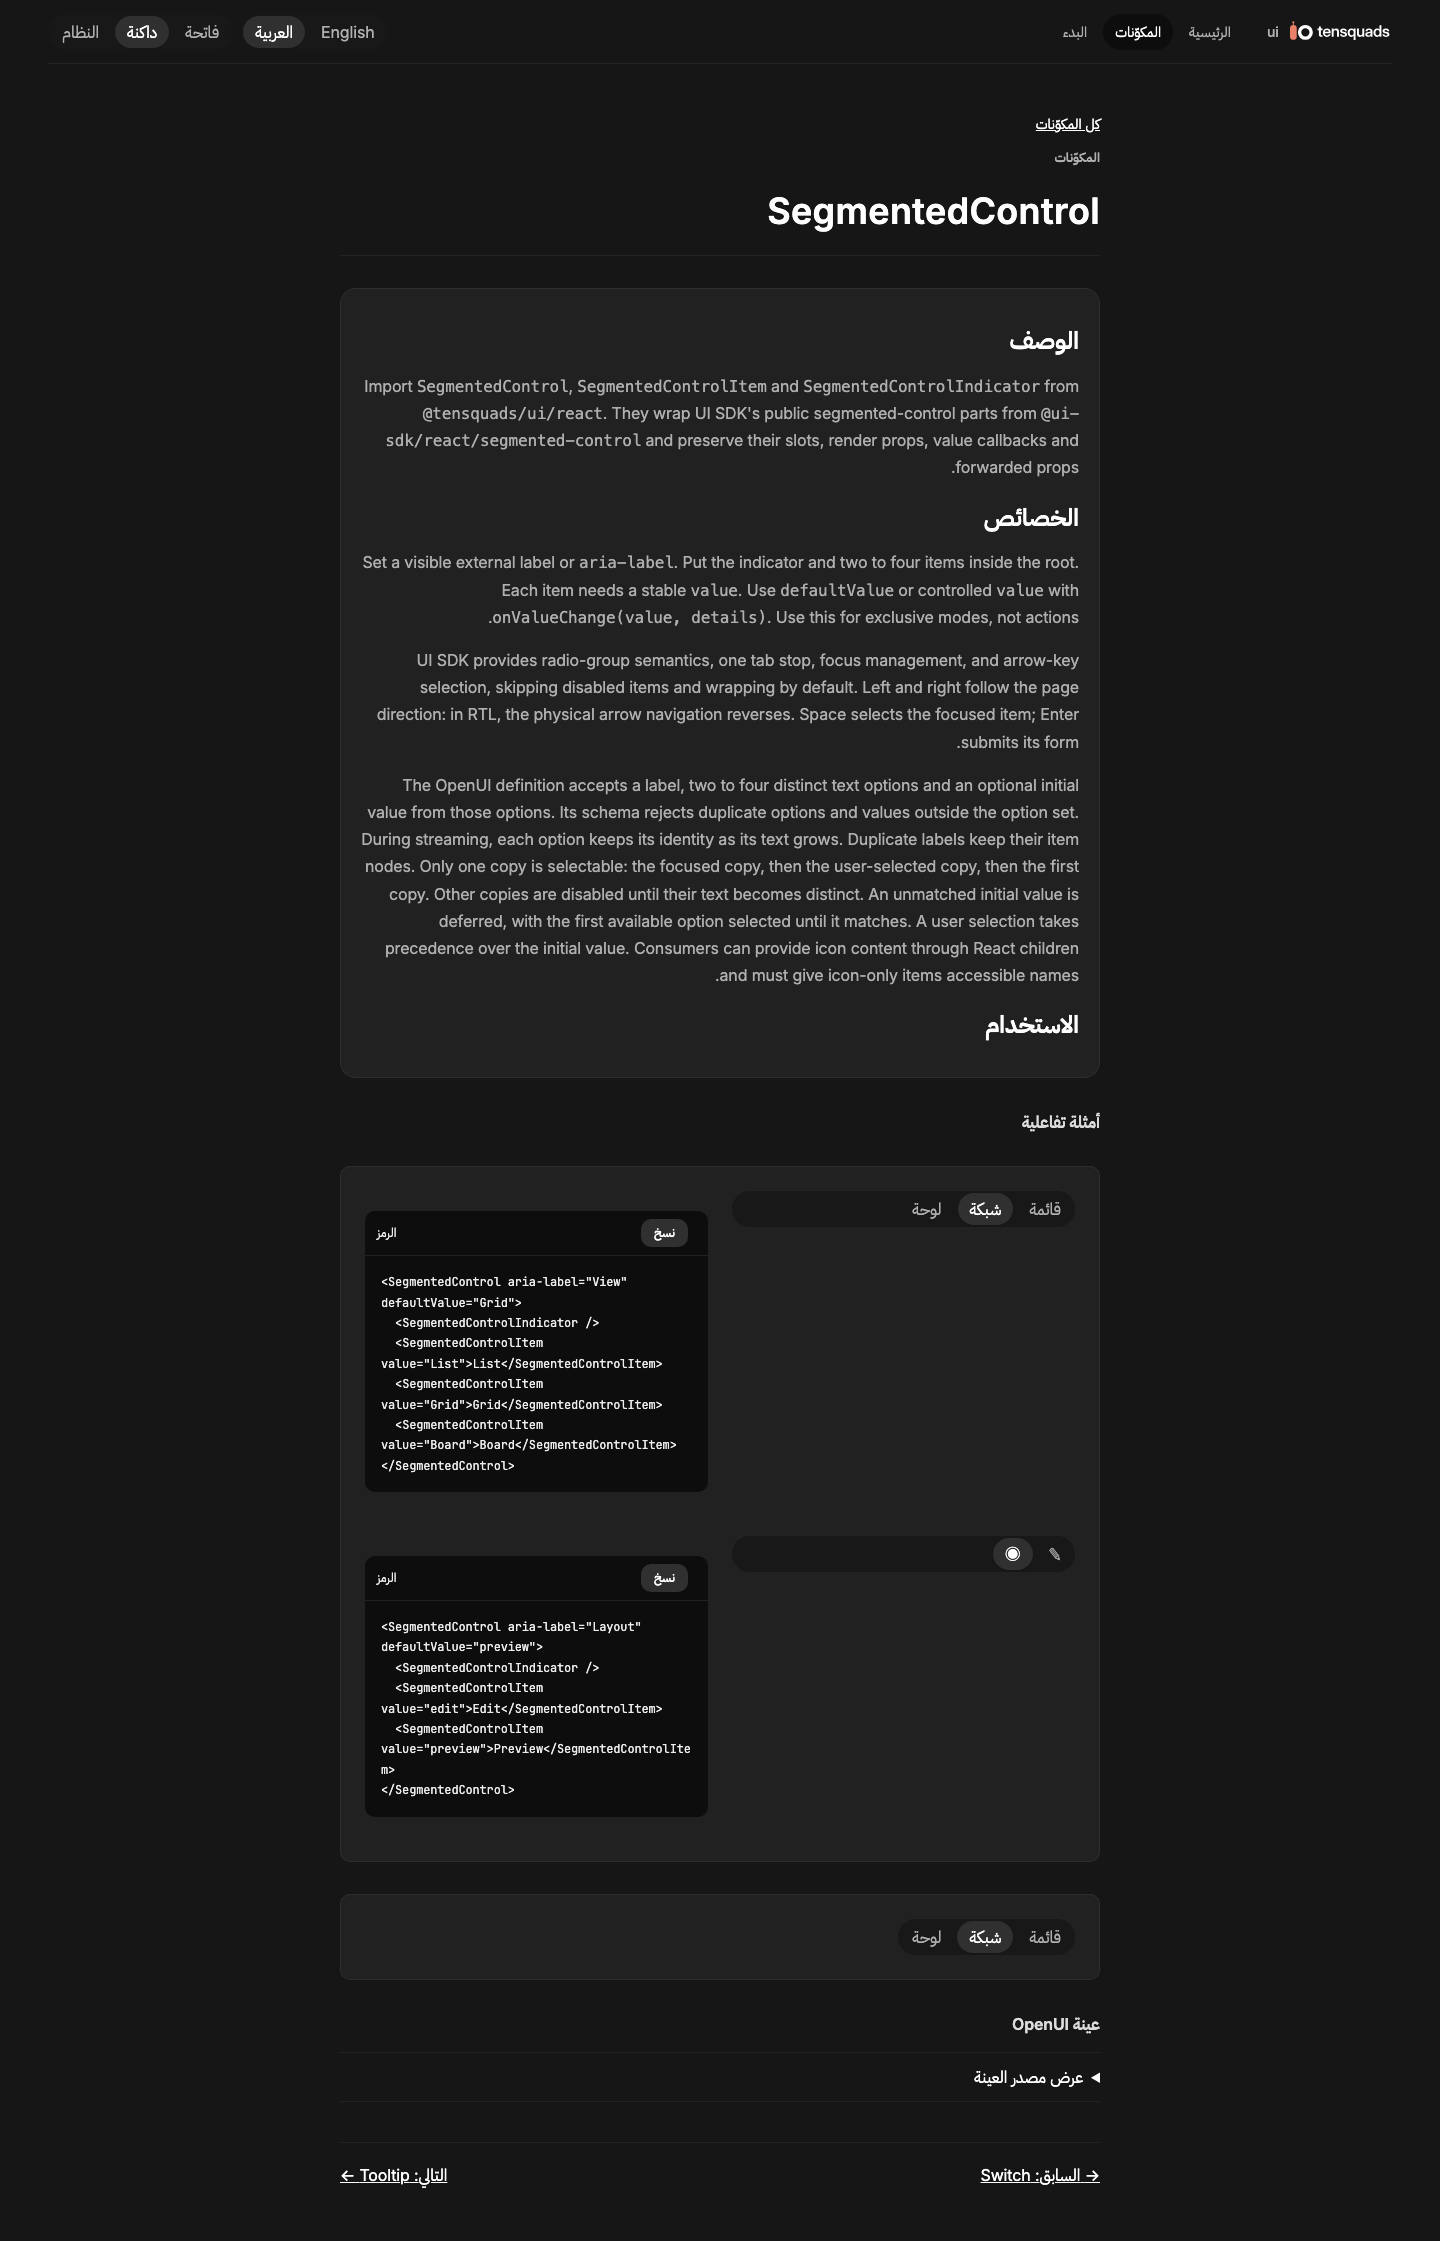 tensquads ui
الرئيسية
المكوّنات
البدء
English
العربية
فاتحة
داكنة
النظام
كل المكوّنات
المكوّنات
SegmentedControl
الوصف
Import SegmentedControl, SegmentedControlItem and SegmentedControlIndicator from
@tensquads/ui/react. They wrap UI SDK's public segmented-control parts from @ui-
sdk/react/segmented-control and preserve their slots, render props, value callbacks and
forwarded props.
الخصائص
Set a visible external label or aria-label. Put the indicator and two to four items inside the root.
Each item needs a stable value. Use defaultValue or controlled value with
onValueChange(value, details). Use this for exclusive modes, not actions.
UI SDK provides radio-group semantics, one tab stop, focus management, and arrow-key
selection, skipping disabled items and wrapping by default. Left and right follow the page
direction: in RTL, the physical arrow navigation reverses. Space selects the focused item; Enter
submits its form.
The OpenUI definition accepts a label, two to four distinct text options and an optional initial
value from those options. Its schema rejects duplicate options and values outside the option set.
During streaming, each option keeps its identity as its text grows. Duplicate labels keep their item
nodes. Only one copy is selectable: the focused copy, then the user-selected copy, then the first
copy. Other copies are disabled until their text becomes distinct. An unmatched initial value is
deferred, with the first available option selected until it matches. A user selection takes
precedence over the initial value. Consumers can provide icon content through React children
and must give icon-only items accessible names.
الاستخدام
أمثلة تفاعلية
قائمة
شبكة
لوحة
نسخ
الرمز
<SegmentedControl aria-label="View"
defaultValue="Grid">
  <SegmentedControlIndicator />
  <SegmentedControlItem
value="List">List</SegmentedControlItem>
  <SegmentedControlItem
value="Grid">Grid</SegmentedControlItem>
  <SegmentedControlItem
value="Board">Board</SegmentedControlItem>
</SegmentedControl>
✎
◉
نسخ
الرمز
<SegmentedControl aria-label="Layout"
defaultValue="preview">
  <SegmentedControlIndicator />
  <SegmentedControlItem
value="edit">Edit</SegmentedControlItem>
  <SegmentedControlItem
value="preview">Preview</SegmentedControlIte
m>
</SegmentedControl>
قائمة
شبكة
لوحة
عينة OpenUI
عرض مصدر العينة
→ السابق: Switch
التالي: Tooltip ←